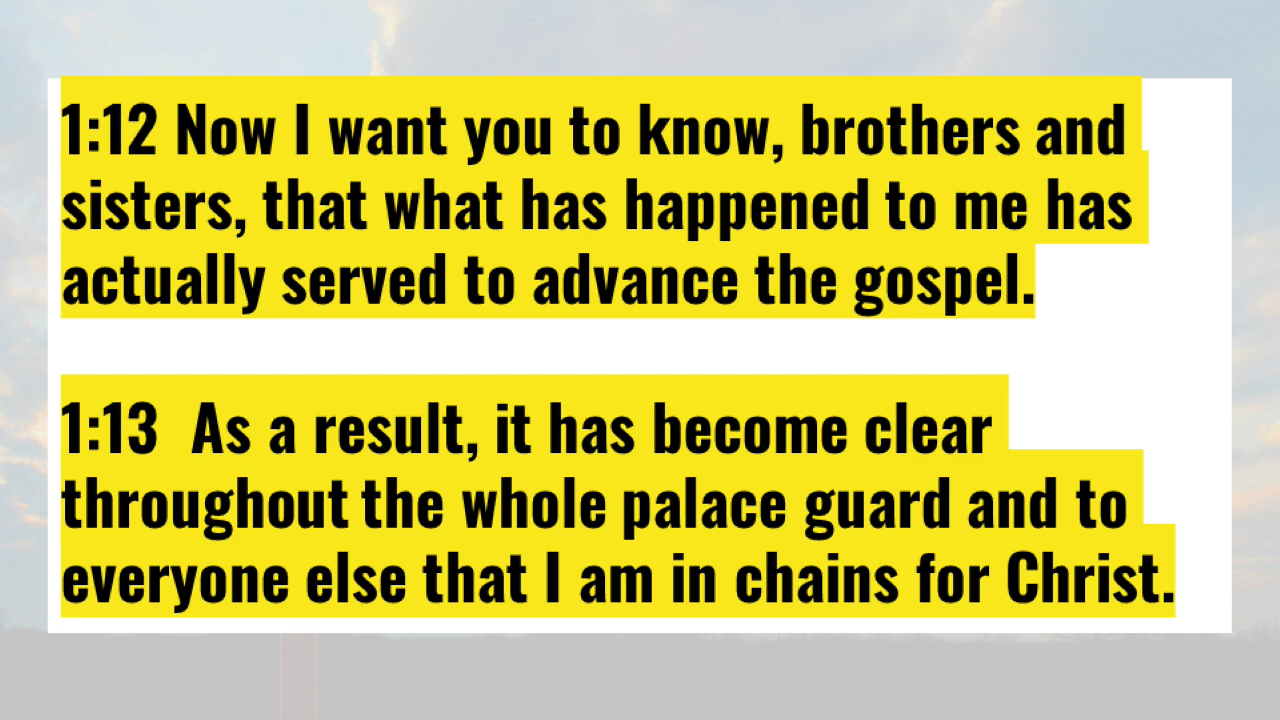 1:12 Now I want you to know, brothers and
sisters, that what has happened to me has
actually served to advance the gospel.
1:13  As a result, it has become clear
throughout the whole palace guard and to
everyone else that I am in chains for Christ.